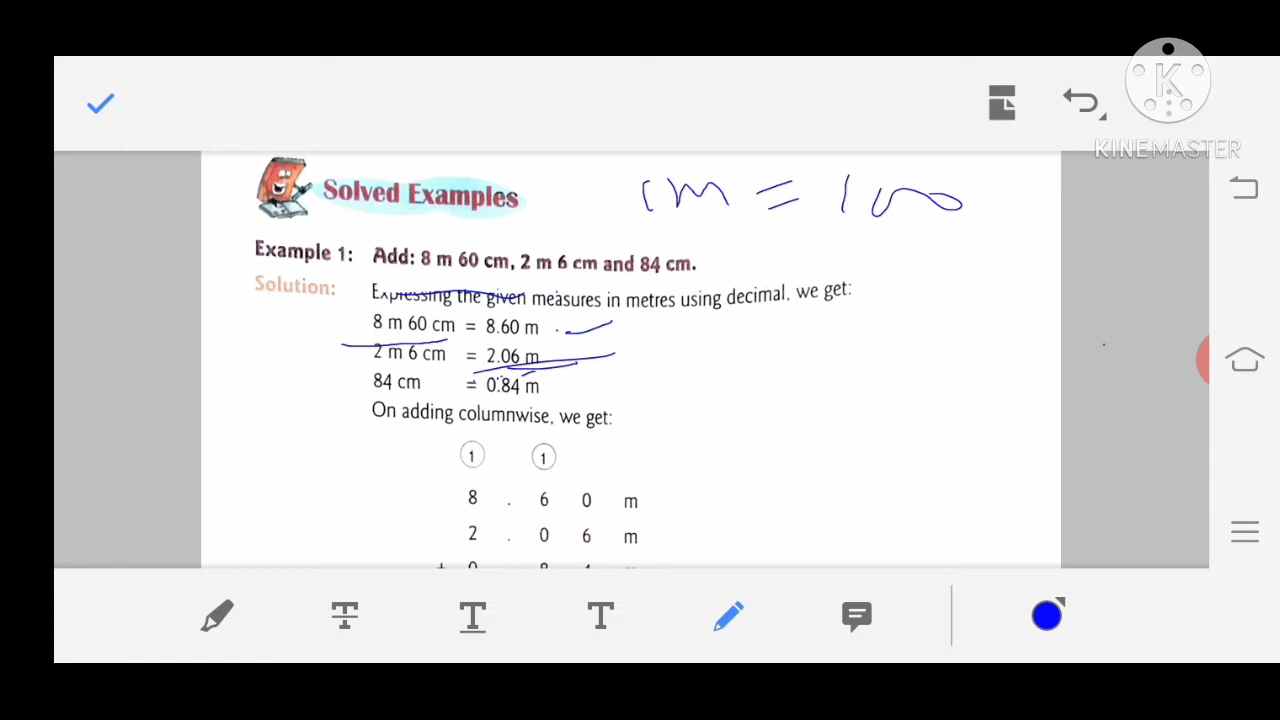 K
KINEMASTER
Solved Examples
1m = 100
Example 1: Add: 8 m 60 cm, 2 m 6 cm and 84 cm.
Solution: Expressing the given measures in metres using decimal, we get:
8 m 60 cm = 8.60 m
2 m 6 cm = 2.06 m
84 cm = 0.84 m
On adding columnwise, we get:
1 1
8 . 6 0 m
2 . 0 6 m
T T T